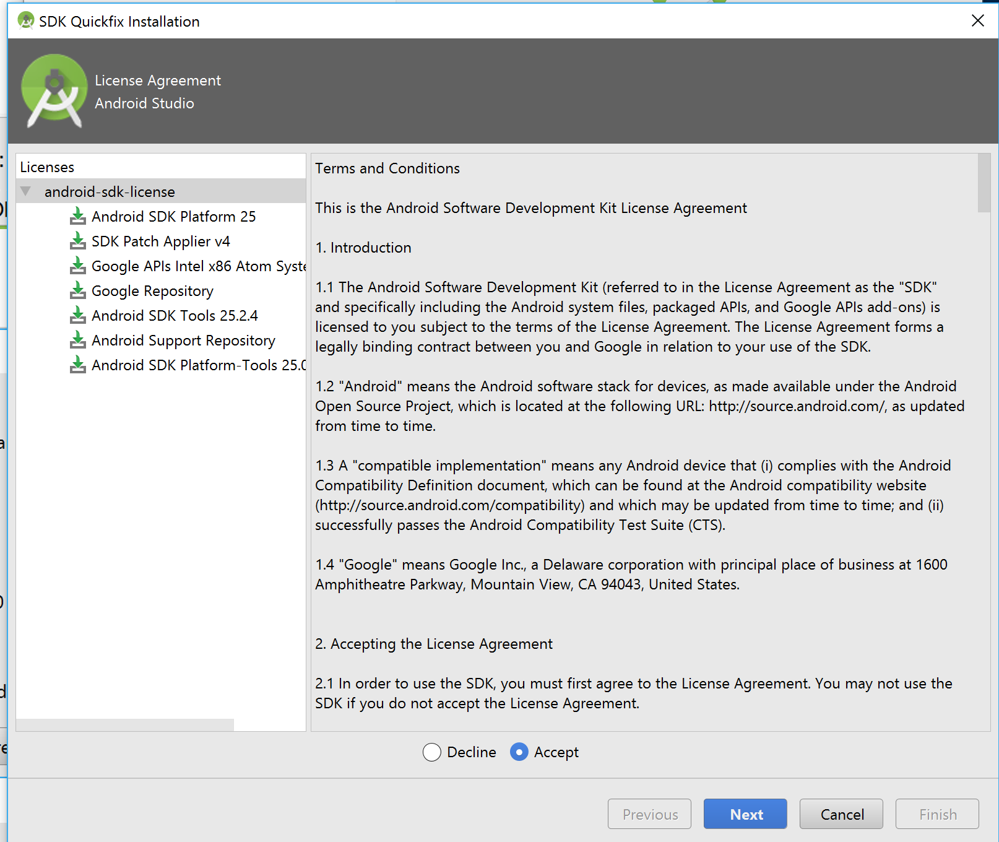 SDK Quickfix Installation
License Agreement
Android Studio
Licenses
android-sdk-license
Android SDK Platform 25
SDK Patch Applier v4
Google APIs Intel x86 Atom
Google Repository
Android SDK Tools 25.2.4
Android Support Repository
Android SDK Platform-Tools
Terms and Conditions
This is the Android Software Development Kit License Agreement
1. Introduction
1.1 The Android Software Development Kit (referred to in the License Agreement as the "SDK"
and specifically including the Android system files, packaged APIs, and Google APIs add-ons) is
licensed to you subject to the terms of the License Agreement. The License Agreement forms a
legally binding contract between you and Google in relation to your use of the SDK.
1.2 "Android" means the Android software stack for devices, as made available under the Android
Open Source Project, which is located at the following URL: http://source.android.com/, as updated
from time to time.
1.3 A "compatible implementation" means any Android device that (i) complies with the Android
Compatibility Definition document, which can be found at the Android compatibility website
(http://source.android.com/compatibility) and which may be updated from time to time; and (ii)
successfully passes the Android Compatibility Test Suite (CTS).
1.4 "Google" means Google Inc., a Delaware corporation with principal place of business at 1600
Amphitheatre Parkway, Mountain View, CA 94043, United States.
2. Accepting the License Agreement
2.1 In order to use the SDK, you must first agree to the License Agreement. You may not use the
SDK if you do not accept the License Agreement.
Decline
Accept
Previous
Next
Cancel
Finish